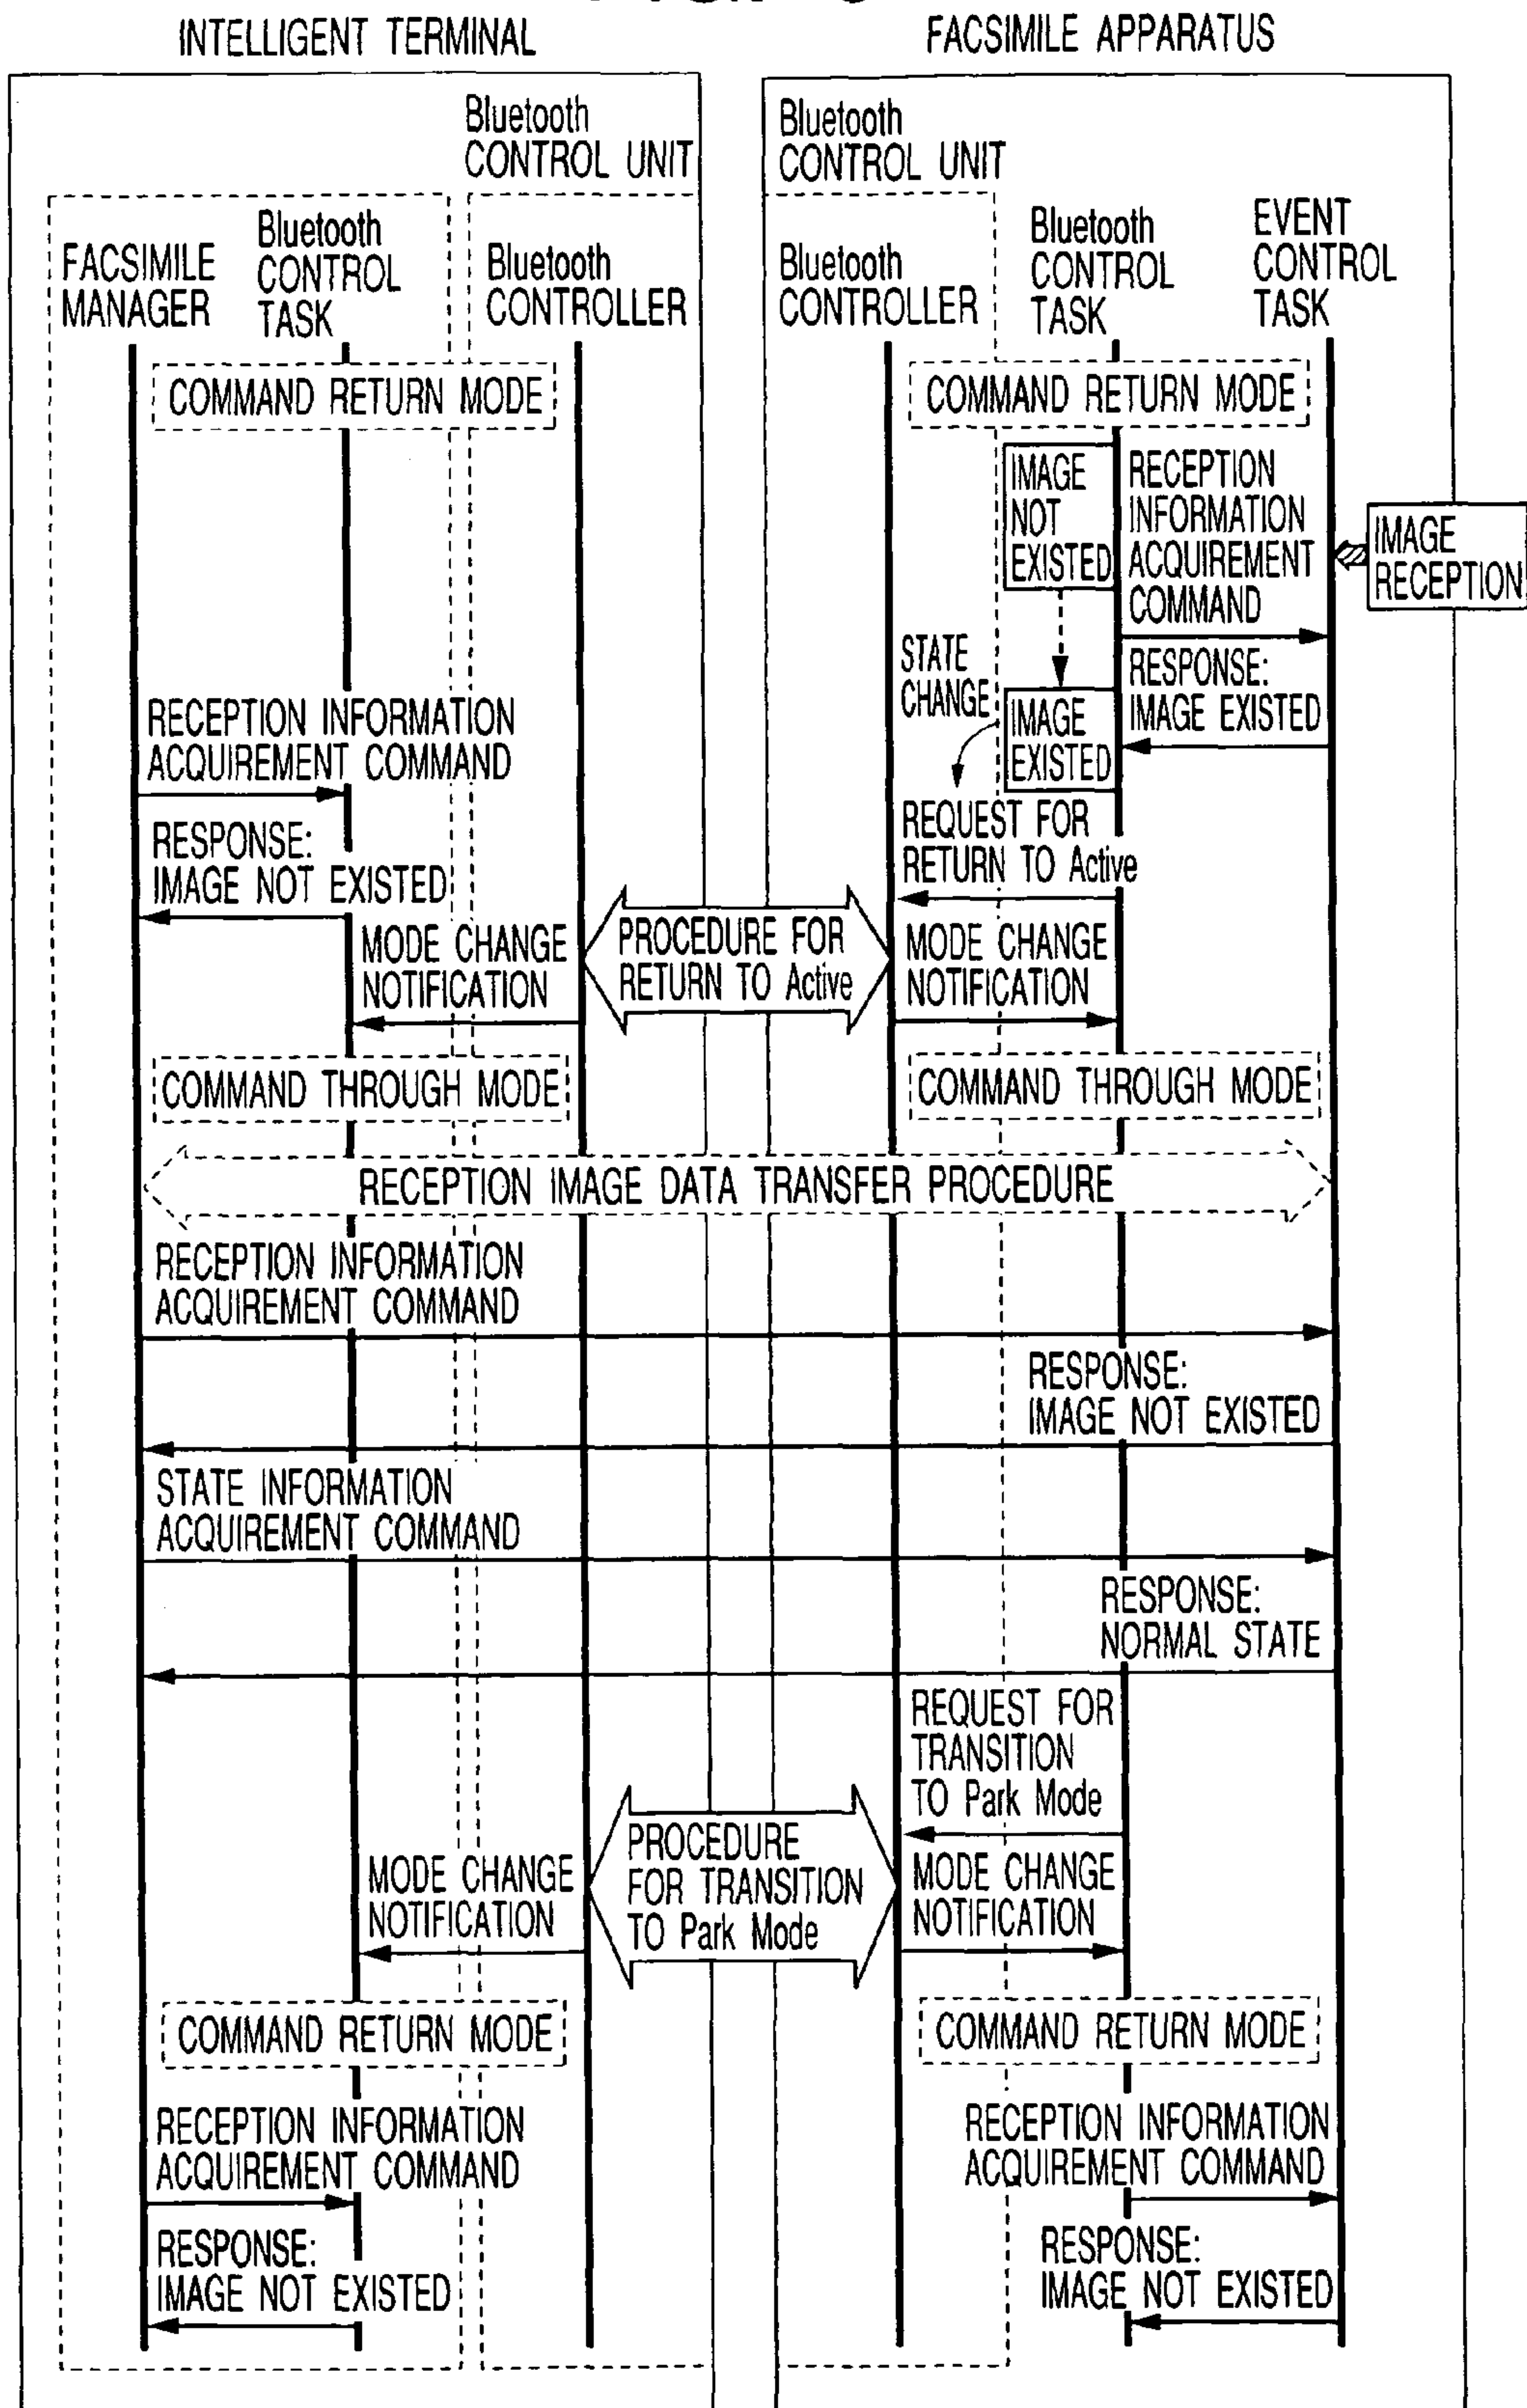 INTELLIGENT TERMINAL
FACSIMILE APPARATUS
Bluetooth
CONTROL UNIT
Bluetooth
CONTROL UNIT
FACSIMILE
MANAGER
Bluetooth
CONTROL
TASK
Bluetooth
CONTROLLER
Bluetooth
CONTROLLER
Bluetooth
CONTROL
TASK
EVENT
CONTROL
TASK
COMMAND RETURN MODE
COMMAND RETURN MODE
IMAGE
NOT
EXISTED
RECEPTION
INFORMATION
ACQUIREMENT
COMMAND
IMAGE
RECEPTION
STATE
CHANGE
IMAGE
EXISTED
RESPONSE:
IMAGE EXISTED
RECEPTION INFORMATION
ACQUIREMENT COMMAND
RESPONSE:
IMAGE NOT EXISTED
REQUEST FOR
RETURN TO Active
MODE CHANGE
NOTIFICATION
PROCEDURE FOR
RETURN TO Active
MODE CHANGE
NOTIFICATION
COMMAND THROUGH MODE
COMMAND THROUGH MODE
RECEPTION IMAGE DATA TRANSFER PROCEDURE
RECEPTION INFORMATION
ACQUIREMENT COMMAND
RESPONSE:
IMAGE NOT EXISTED
STATE INFORMATION
ACQUIREMENT COMMAND
RESPONSE:
NORMAL STATE
REQUEST FOR
TRANSITION
TO Park Mode
MODE CHANGE
NOTIFICATION
PROCEDURE
FOR TRANSITION
TO Park Mode
MODE CHANGE
NOTIFICATION
COMMAND RETURN MODE
COMMAND RETURN MODE
RECEPTION INFORMATION
ACQUIREMENT COMMAND
RECEPTION INFORMATION
ACQUIREMENT COMMAND
RESPONSE:
IMAGE NOT EXISTED
RESPONSE:
IMAGE NOT EXISTED